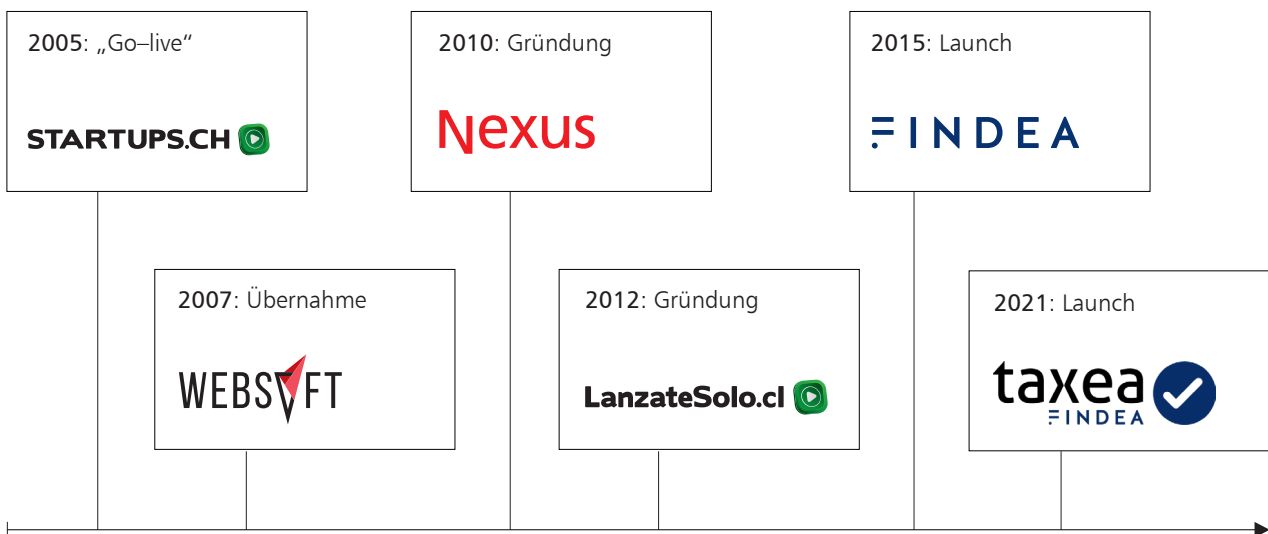 2005: „Go–live“
STARTUPS.CH
2007: Übernahme
WEBSOFT
2010: Gründung
Nexus
2012: Gründung
LanzateSolo.cl
2015: Launch
FINDEA
2021: Launch
taxea
FINDEA